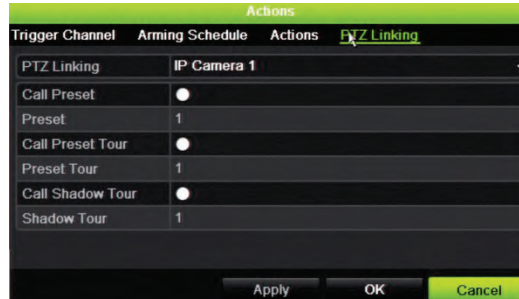 Actions
Trigger Channel Arming Schedule Actions PTZ Linking
PTZ Linking IP Camera 1
Call Preset
Preset 1
Call Preset Tour
Preset Tour 1
Call Shadow Tour
Shadow Tour 1
Apply OK Cancel